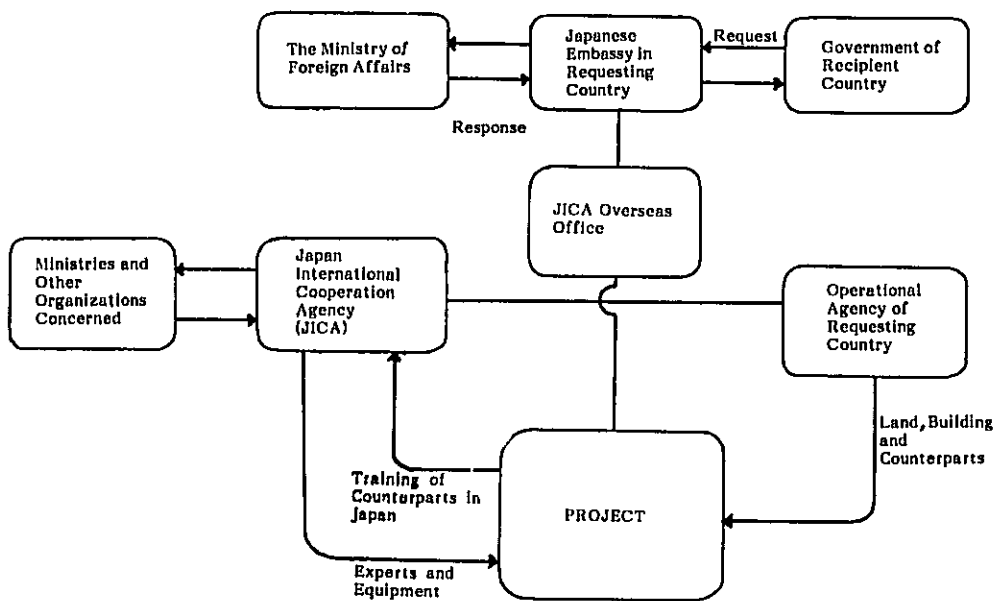 The Ministry of
Foreign Affairs
Japanese
Embassy in
Requesting
Country
Request
Government of
Recipient
Country
Response
JICA Overseas
Office
Ministries and
Other
Organizations
Concerned
Japan
International
Cooperation
Agency
(JICA)
Operational
Agency of
Requesting
Country
Land, Building
and
Counterparts
Training of
Counterparts in
Japan
PROJECT
Experts and
Equipment